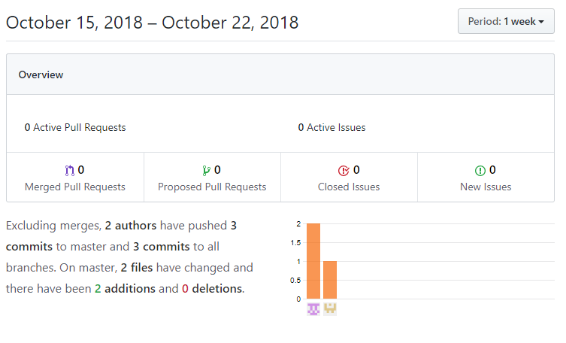 October 15, 2018 – October 22, 2018
Period: 1 week
Overview
0 Active Pull Requests
0 Active Issues
0
Merged Pull Requests
0
Proposed Pull Requests
0
Closed Issues
0
New Issues
Excluding merges, 2 authors have pushed 3
commits to master and 3 commits to all
branches. On master, 2 files have changed and
there have been 2 additions and 0 deletions.
2
1.5
1
0.5
0